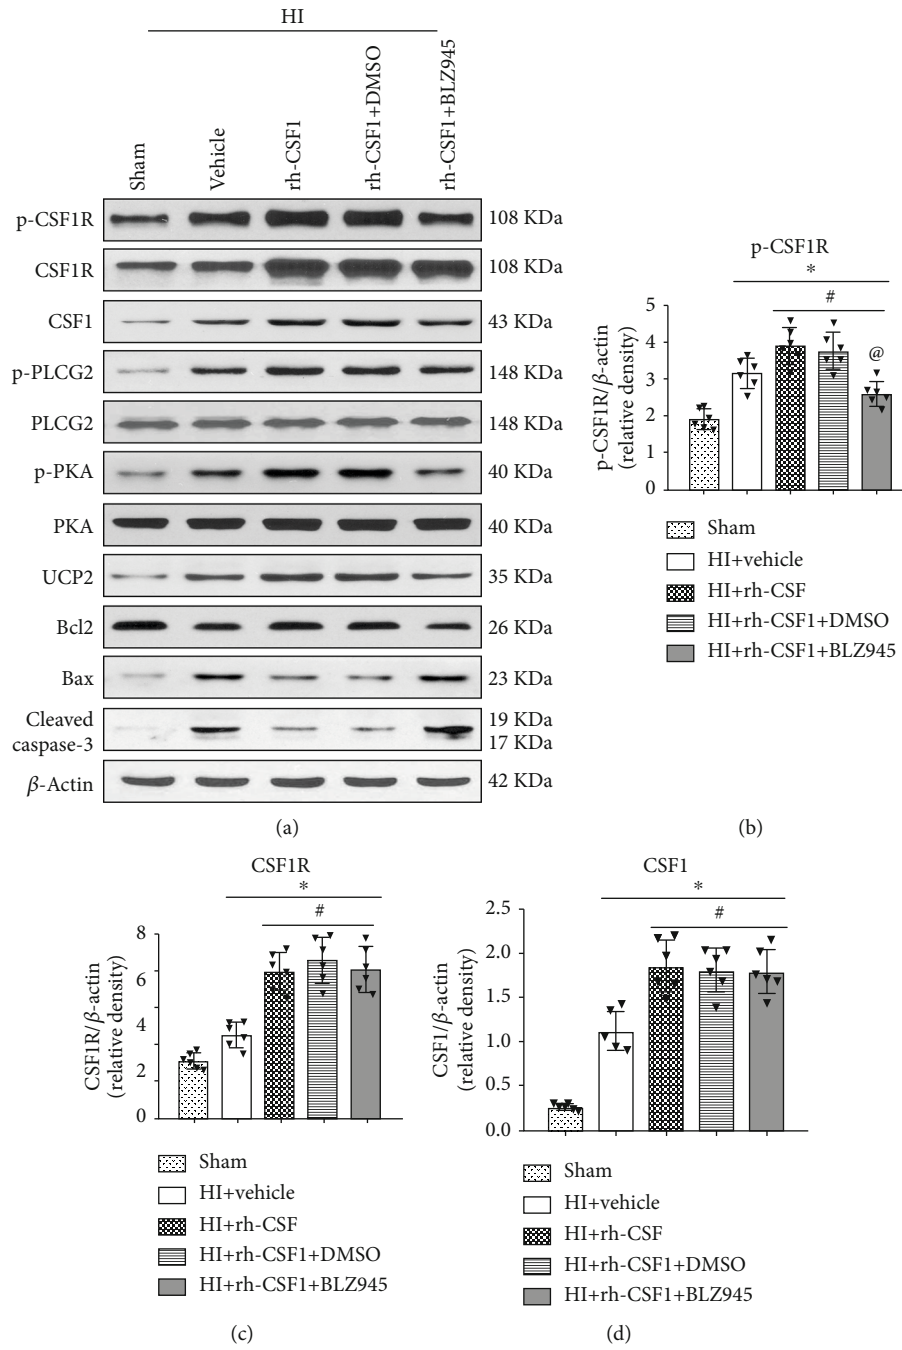 HI
Sham
Vehicle
rh-CSF1
rh-CSF1+DMSO
rh-CSF1+BLZ945
p-CSF1R 108 KDa
CSF1R 108 KDa
CSF1 43 KDa
p-PLCG2 148 KDa
PLCG2 148 KDa
p-PKA 40 KDa
PKA 40 KDa
UCP2 35 KDa
Bcl2 26 KDa
Bax 23 KDa
Cleaved 19 KDa
caspase-3 17 KDa
β-Actin 42 KDa
(a)
p-CSF1R
*
#
@
5
4
3
2
1
0
p-CSF1R/β-actin
(relative density)
Sham
HI+vehicle
HI+rh-CSF
HI+rh-CSF1+DMSO
HI+rh-CSF1+BLZ945
(b)
CSF1R
*
#
8
6
4
2
0
CSF1R/β-actin
(relative density)
Sham
HI+vehicle
HI+rh-CSF
HI+rh-CSF1+DMSO
HI+rh-CSF1+BLZ945
(c)
CSF1
*
#
2.5
2.0
1.5
1.0
0.5
0.0
CSF1/β-actin
(relative density)
Sham
HI+vehicle
HI+rh-CSF
HI+rh-CSF1+DMSO
HI+rh-CSF1+BLZ945
(d)